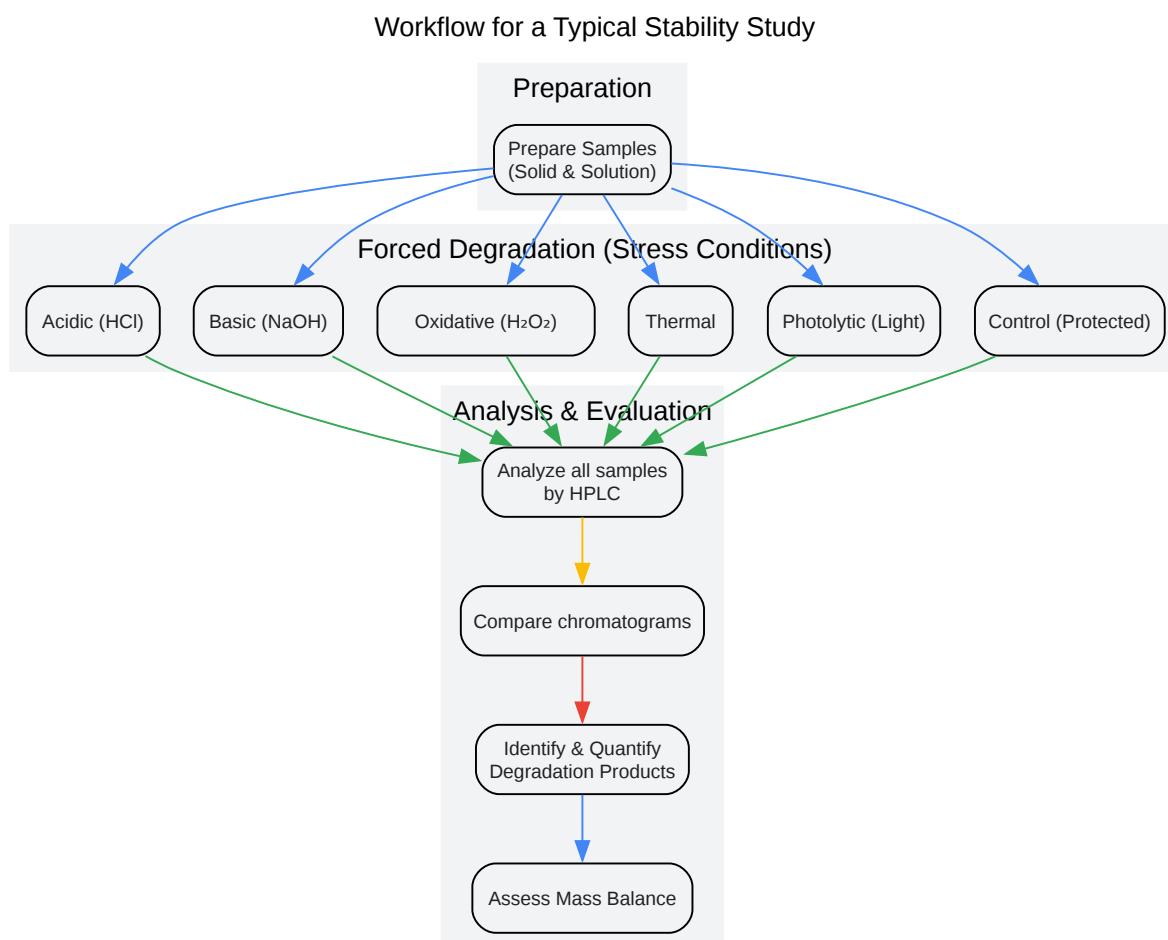 Workflow for a Typical Stability Study
Preparation
Prepare Samples
(Solid & Solution)
Forced Degradation (Stress Conditions)
Acidic (HCl)
Basic (NaOH)
Oxidative (H₂O₂)
Thermal
Photolytic (Light)
Control (Protected)
Analysis & Evaluation
Analyze all samples
by HPLC
Compare chromatograms
Identify & Quantify
Degradation Products
Assess Mass Balance